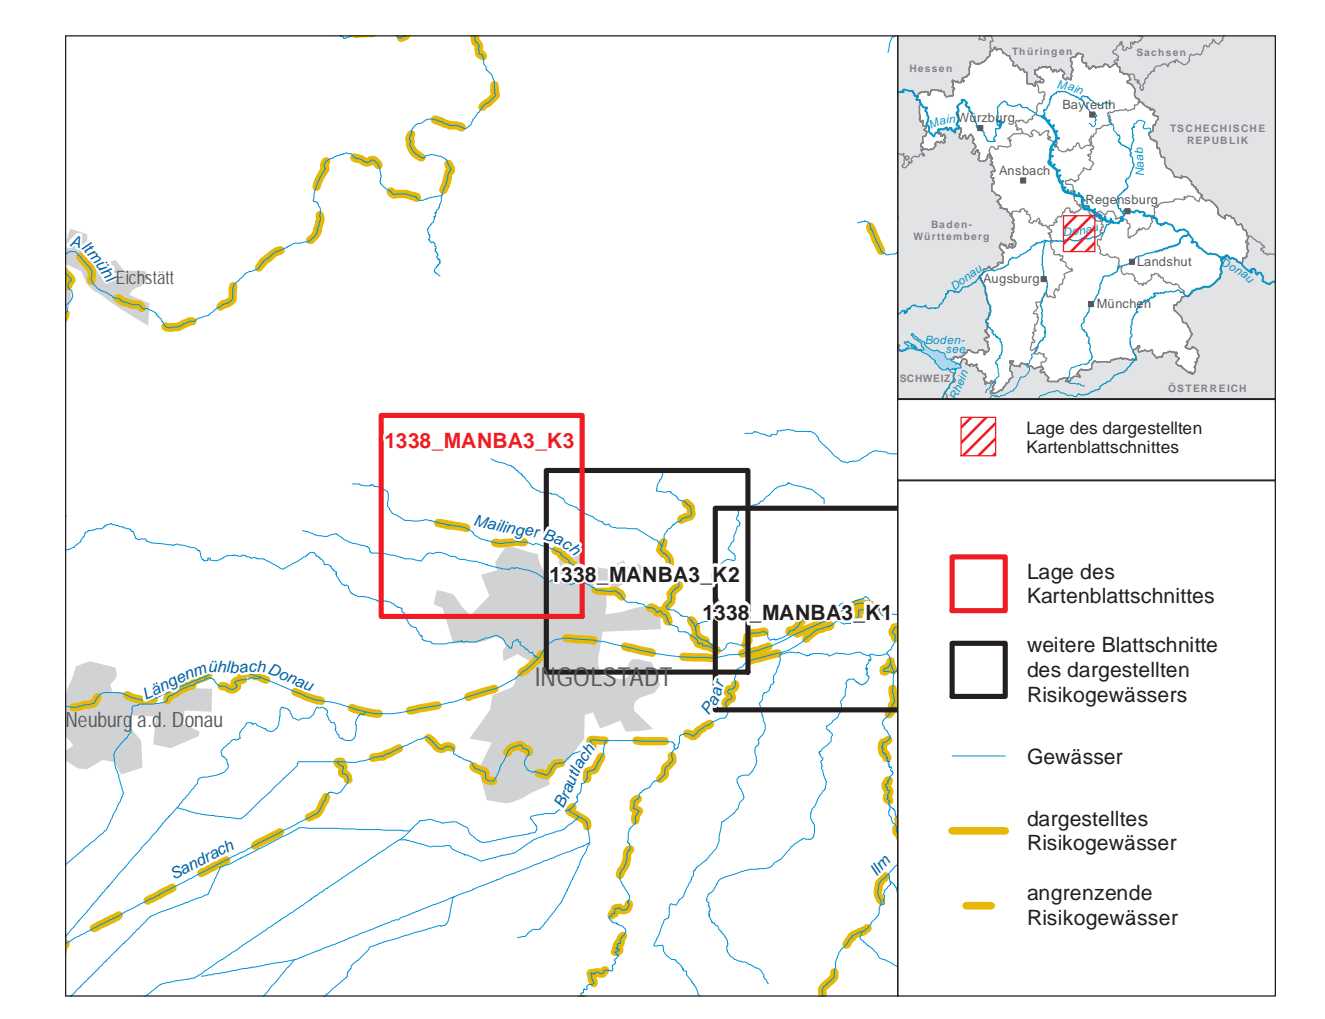 Altmühl
Eichstätt
1338_MANBA3_K3
Mailinger Bach
1338_MANBA3_K2
1338_MANBA3_K1
INGOLSTADT
Längenmühlbach Donau
Neuburg a.d. Donau
Paar
Brautlach
Sandrach
Ilm
Thüringen
Sachsen
Hessen
Main
Bayreuth
Main
Würzburg
TSCHECHISCHE
REPUBLIK
Naab
Ansbach
Regensburg
Baden-
Württemberg
Donau
Landshut
Donau
Donau
Augsburg
München
Boden-
see
SCHWEIZ
Rhein
ÖSTERREICH
Lage des dargestellten
Kartenblattschnittes
Lage des
Kartenblattschnittes
weitere Blattschnitte
des dargestellten
Risikogewässers
Gewässer
dargestelltes
Risikogewässer
angrenzende
Risikogewässer